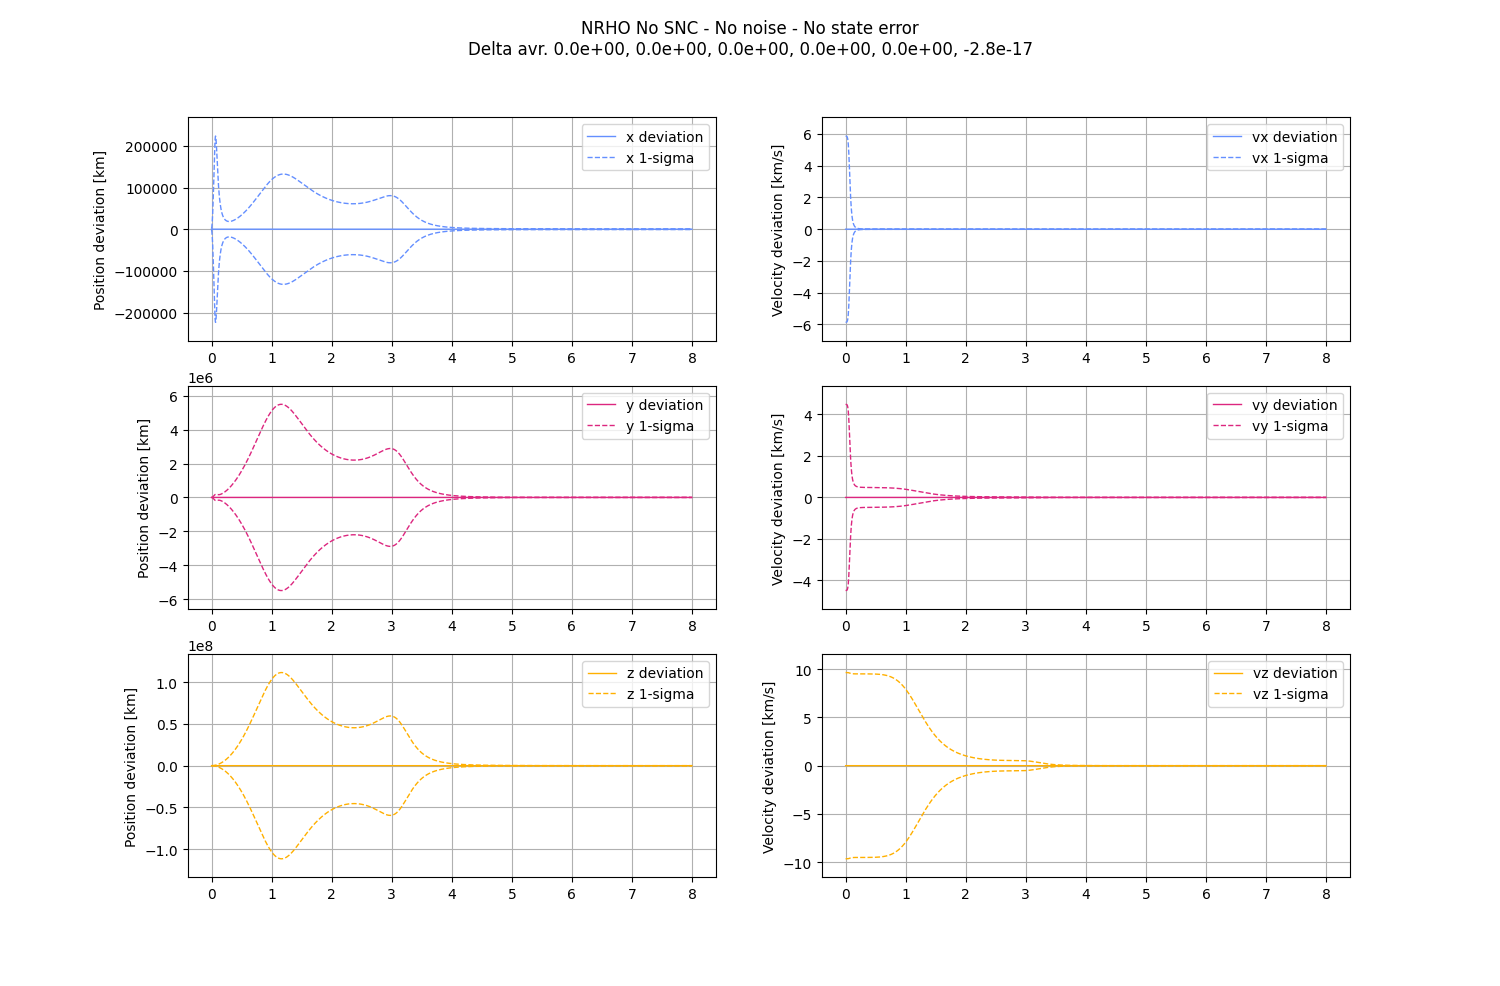 NRHO No SNC - No noise - No state error
Delta avr. 0.0e+00, 0.0e+00, 0.0e+00, 0.0e+00, 0.0e+00, -2.8e-17
Position deviation [km]
200000
100000
0
−100000
−200000
x deviation
x 1-sigma
0 1 2 3 4 5 6 7 8
Velocity deviation [km/s]
6
4
2
0
−2
−4
−6
vx deviation
vx 1-sigma
0 1 2 3 4 5 6 7 8
1e6
Position deviation [km]
6
4
2
0
−2
−4
−6
y deviation
y 1-sigma
0 1 2 3 4 5 6 7 8
Velocity deviation [km/s]
4
2
0
−2
−4
vy deviation
vy 1-sigma
0 1 2 3 4 5 6 7 8
1e8
Position deviation [km]
1.0
0.5
0.0
−0.5
−1.0
z deviation
z 1-sigma
0 1 2 3 4 5 6 7 8
Velocity deviation [km/s]
10
5
0
−5
−10
vz deviation
vz 1-sigma
0 1 2 3 4 5 6 7 8